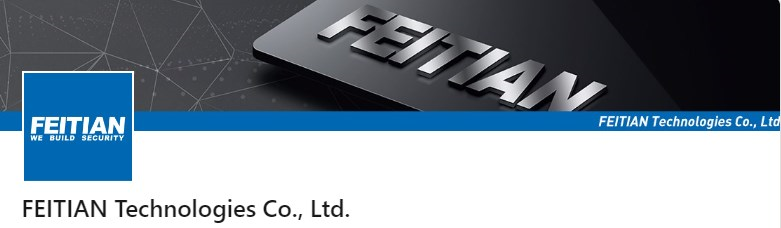 FEITIAN
FEITIAN Technologies Co., Ltd
FEITIAN
WE BUILD SECURITY
FEITIAN Technologies Co., Ltd.